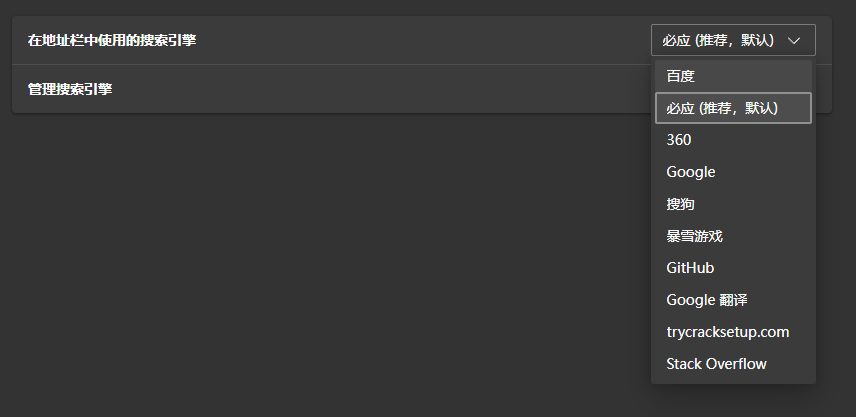 在地址栏中使用的搜索引擎
必应 (推荐，默认)
管理搜索引擎
百度
必应 (推荐，默认)
360
Google
搜狗
暴雪游戏
GitHub
Google 翻译
trycracksetup.com
Stack Overflow